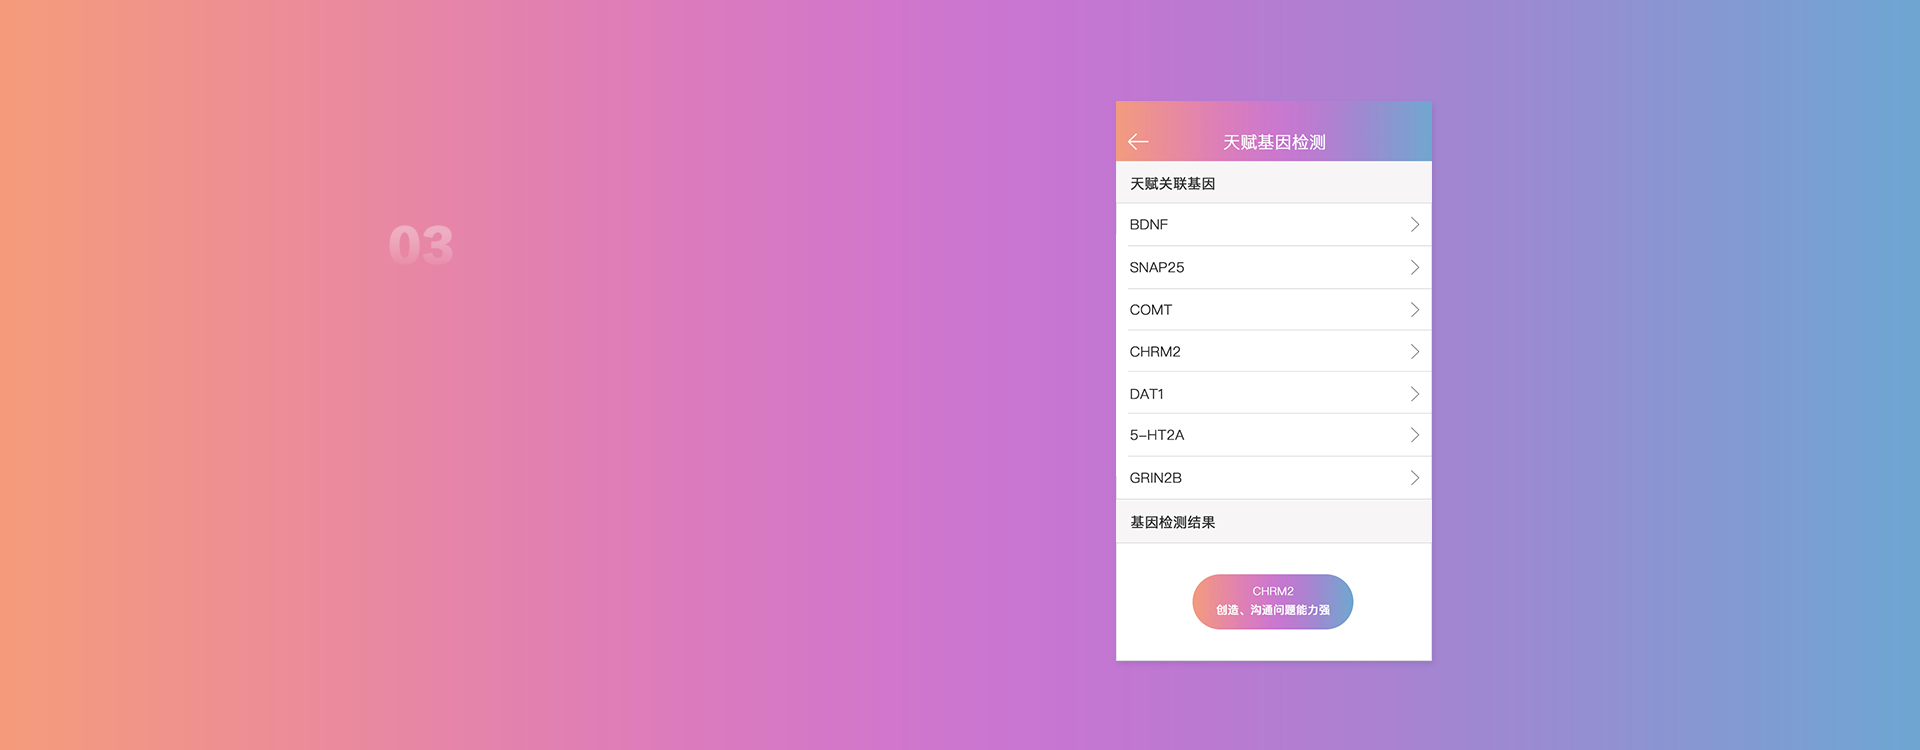 03
天赋基因检测
天赋关联基因
BDNF
SNAP25
COMT
CHRM2
DAT1
5-HT2A
GRIN2B
基因检测结果
CHRM2
创造、沟通问题能力强